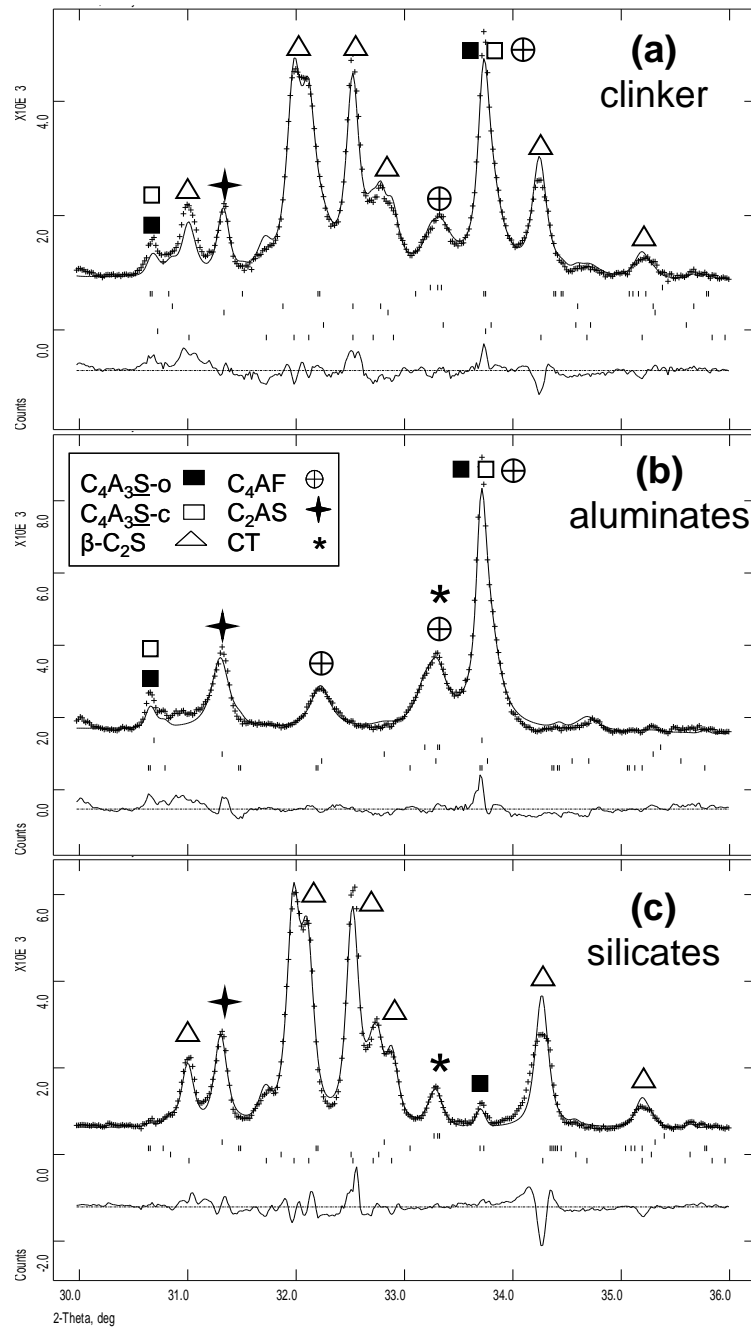 (a)
clinker
X10E 3
4.0
2.0
0.0
Counts
(b)
aluminates
C₄A₃S̲-o C₄AF
C₄A₃S̲-c C₂AS
β-C₂S CT *
*
X10E 3
8.0
6.0
4.0
2.0
0.0
Counts
(c)
silicates
*
X10E 3
6.0
4.0
2.0
0.0
-2.0
Counts
30.0 31.0 32.0 33.0 34.0 35.0 36.0
2-Theta, deg